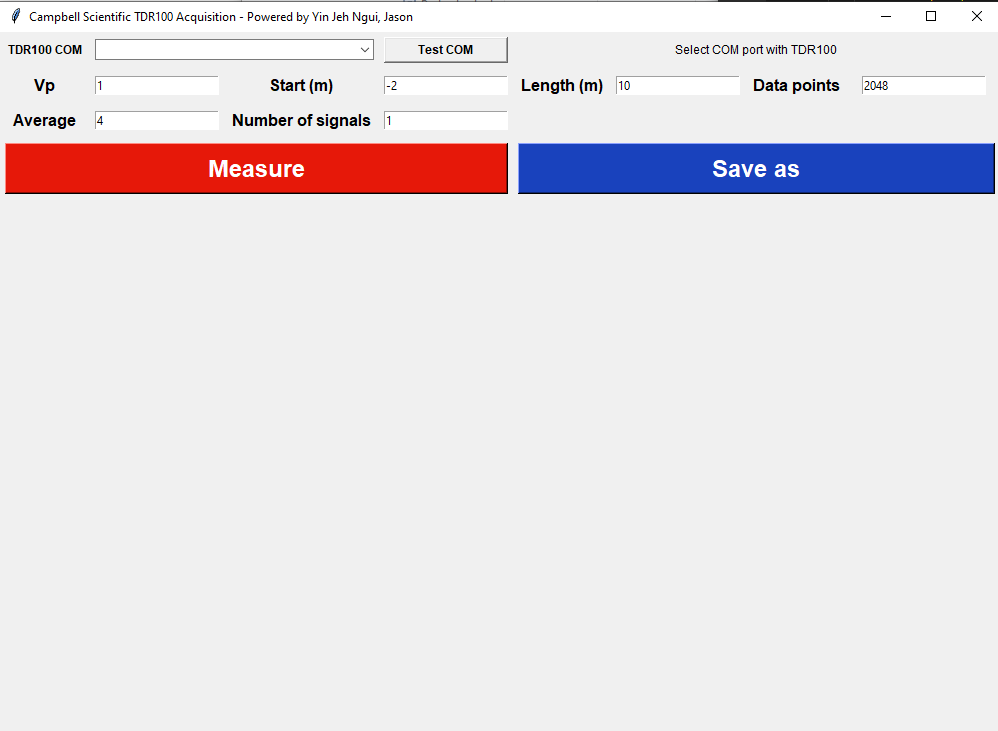 Campbell Scientific TDR100 Acquisition - Powered by Yin Jeh Ngui, Jason
TDR100 COM Test COM Select COM port with TDR100
Vp 1 Start (m) -2 Length (m) 10 Data points 2048
Average 4 Number of signals 1
Measure Save as